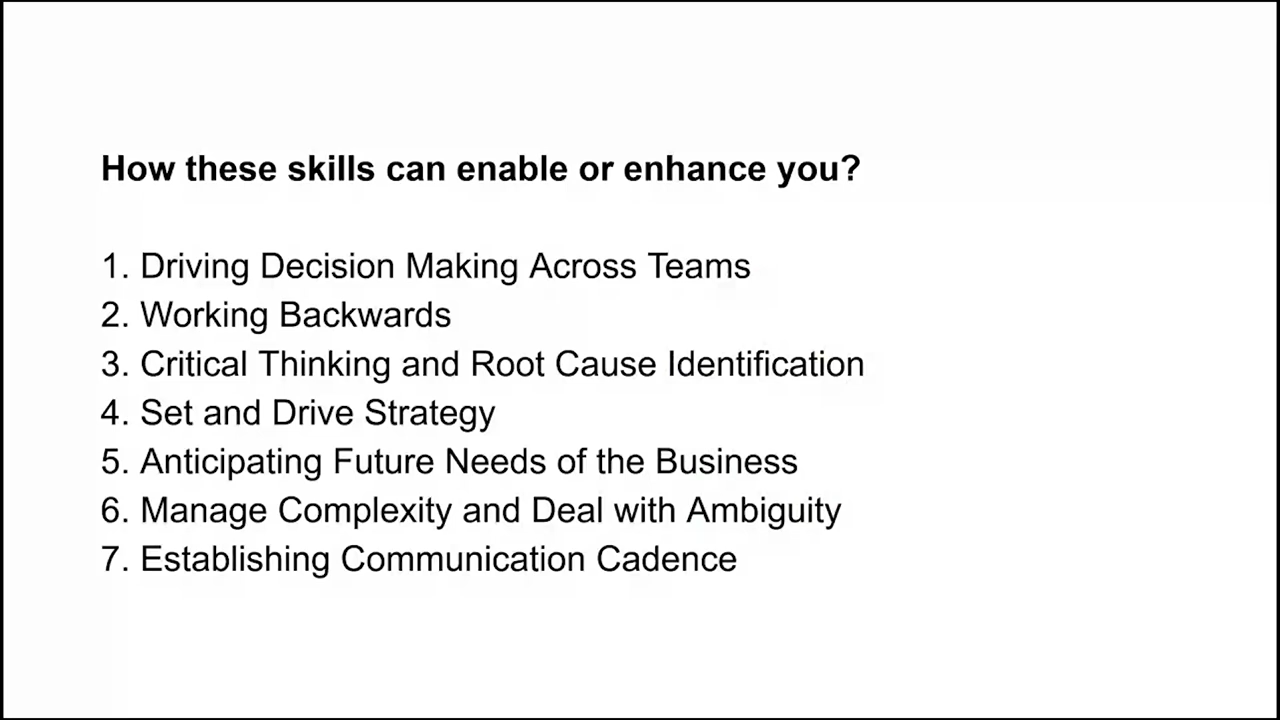 How these skills can enable or enhance you?
1. Driving Decision Making Across Teams
2. Working Backwards
3. Critical Thinking and Root Cause Identification
4. Set and Drive Strategy
5. Anticipating Future Needs of the Business
6. Manage Complexity and Deal with Ambiguity
7. Establishing Communication Cadence